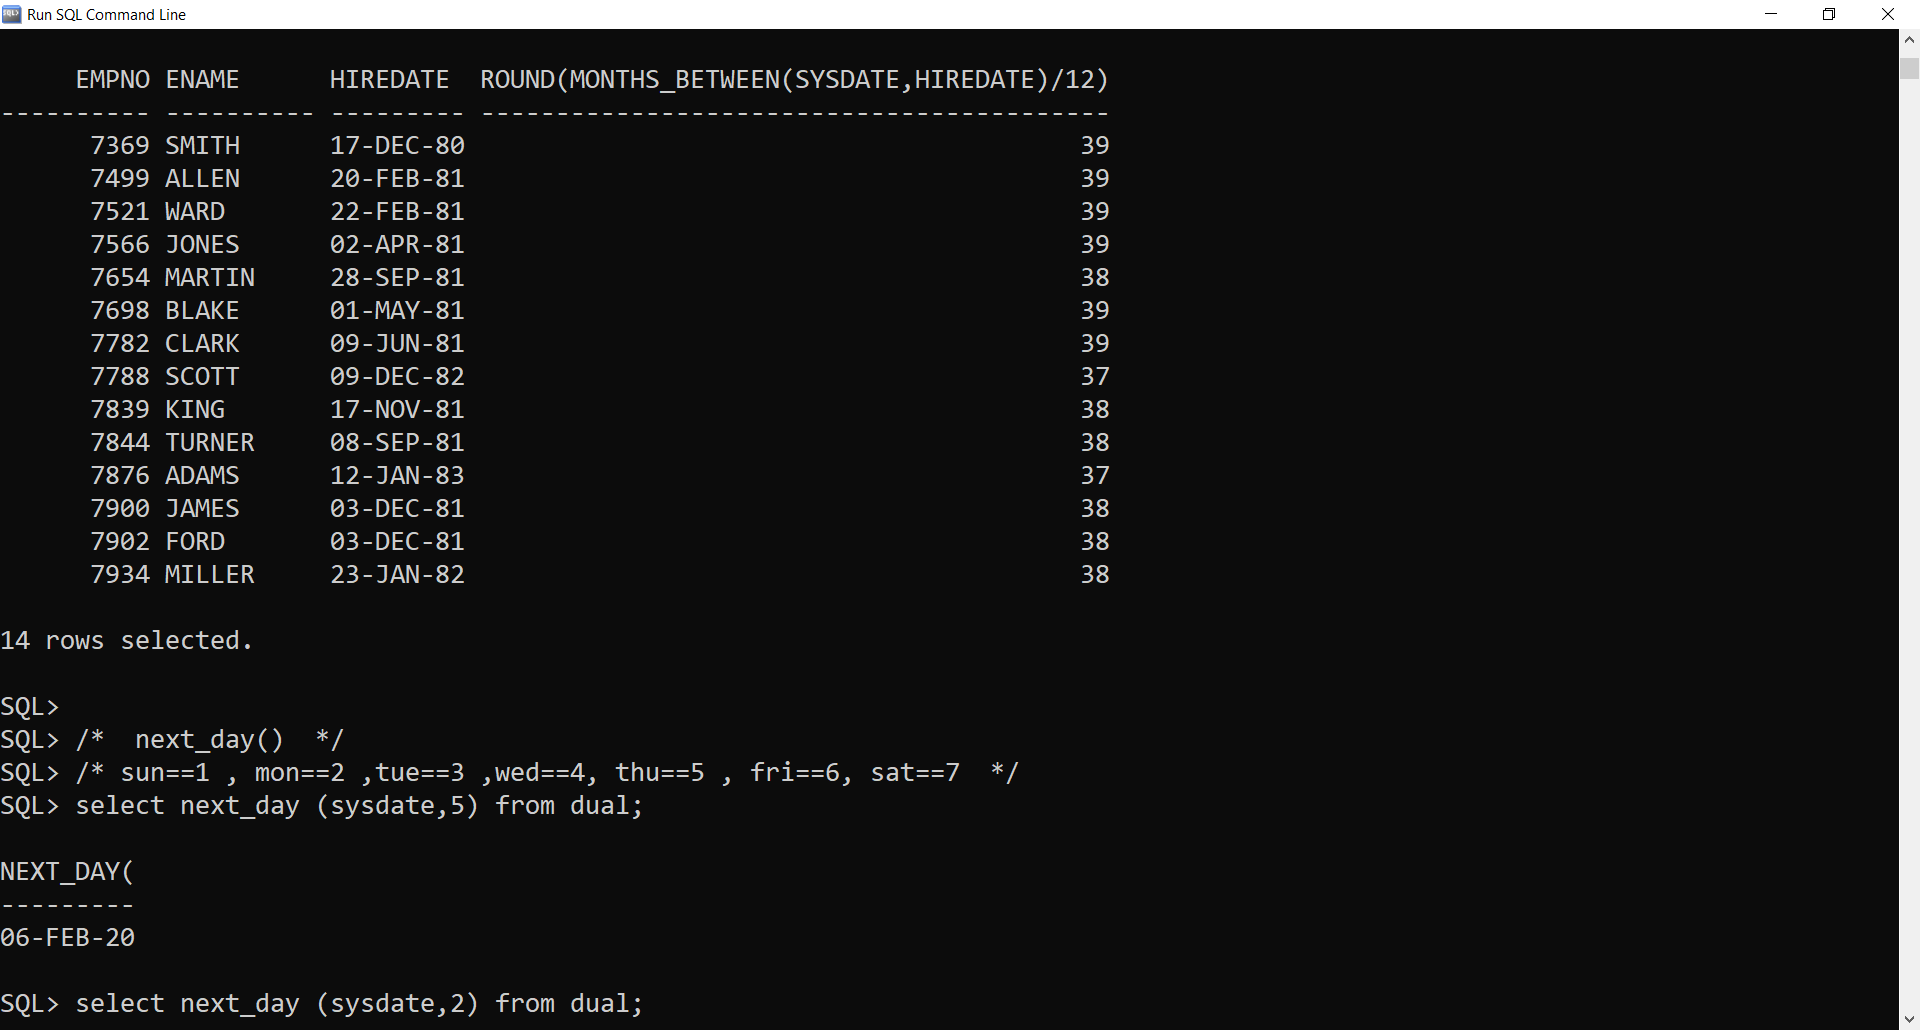 Run SQL Command Line
     EMPNO ENAME      HIREDATE  ROUND(MONTHS_BETWEEN(SYSDATE,HIREDATE)/12)
---------- ---------- --------- ------------------------------------------
      7369 SMITH      17-DEC-80                                         39
      7499 ALLEN      20-FEB-81                                         39
      7521 WARD       22-FEB-81                                         39
      7566 JONES      02-APR-81                                         39
      7654 MARTIN     28-SEP-81                                         38
      7698 BLAKE      01-MAY-81                                         39
      7782 CLARK      09-JUN-81                                         39
      7788 SCOTT      09-DEC-82                                         37
      7839 KING       17-NOV-81                                         38
      7844 TURNER     08-SEP-81                                         38
      7876 ADAMS      12-JAN-83                                         37
      7900 JAMES      03-DEC-81                                         38
      7902 FORD       03-DEC-81                                         38
      7934 MILLER     23-JAN-82                                         38
14 rows selected.
SQL>
SQL> /*  next_day()  */
SQL> /* sun==1 , mon==2 ,tue==3 ,wed==4, thu==5 , fri==6, sat==7  */
SQL> select next_day (sysdate,5) from dual;
NEXT_DAY(
---------
06-FEB-20
SQL> select next_day (sysdate,2) from dual;